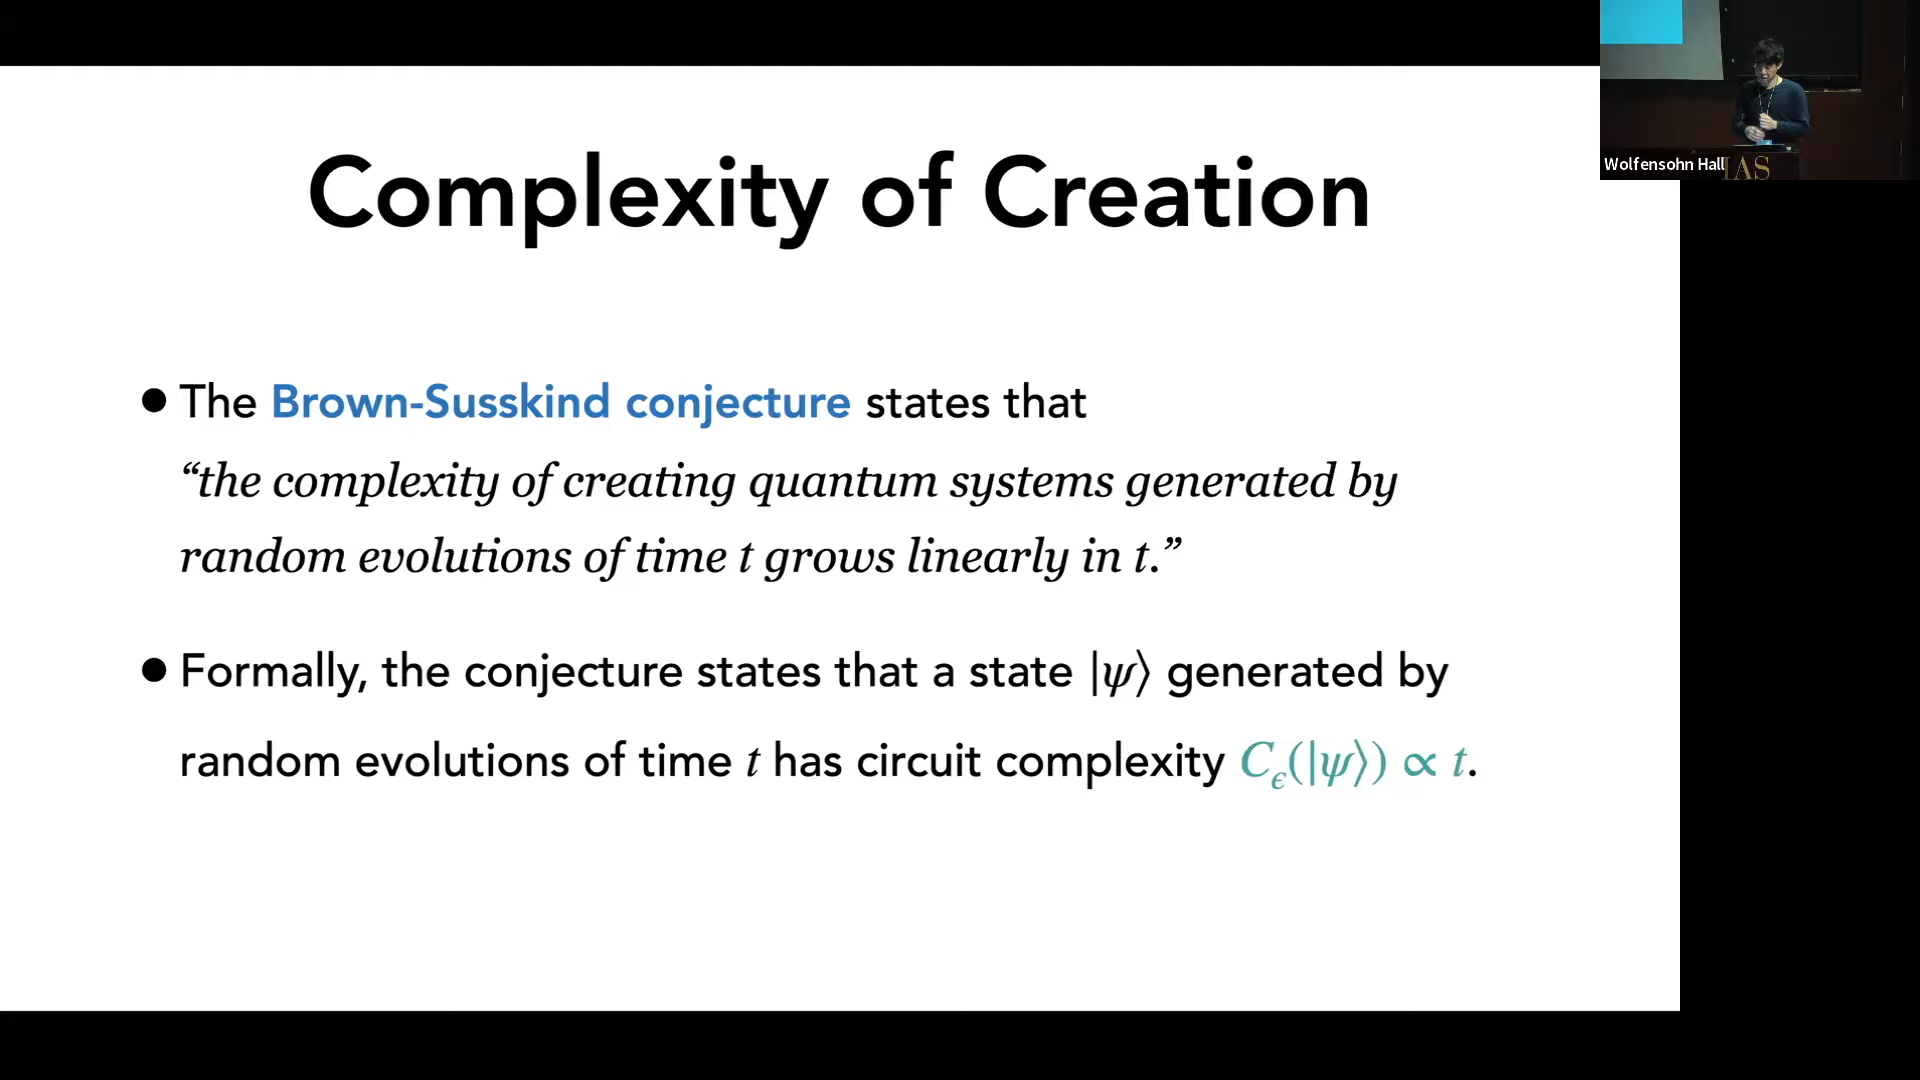 Complexity of Creation
● The Brown-Susskind conjecture states that
“the complexity of creating quantum systems generated by
random evolutions of time t grows linearly in t.”
● Formally, the conjecture states that a state |ψ⟩ generated by
random evolutions of time t has circuit complexity C_ϵ(|ψ⟩) ∝ t.
Wolfensohn Hall
IAS